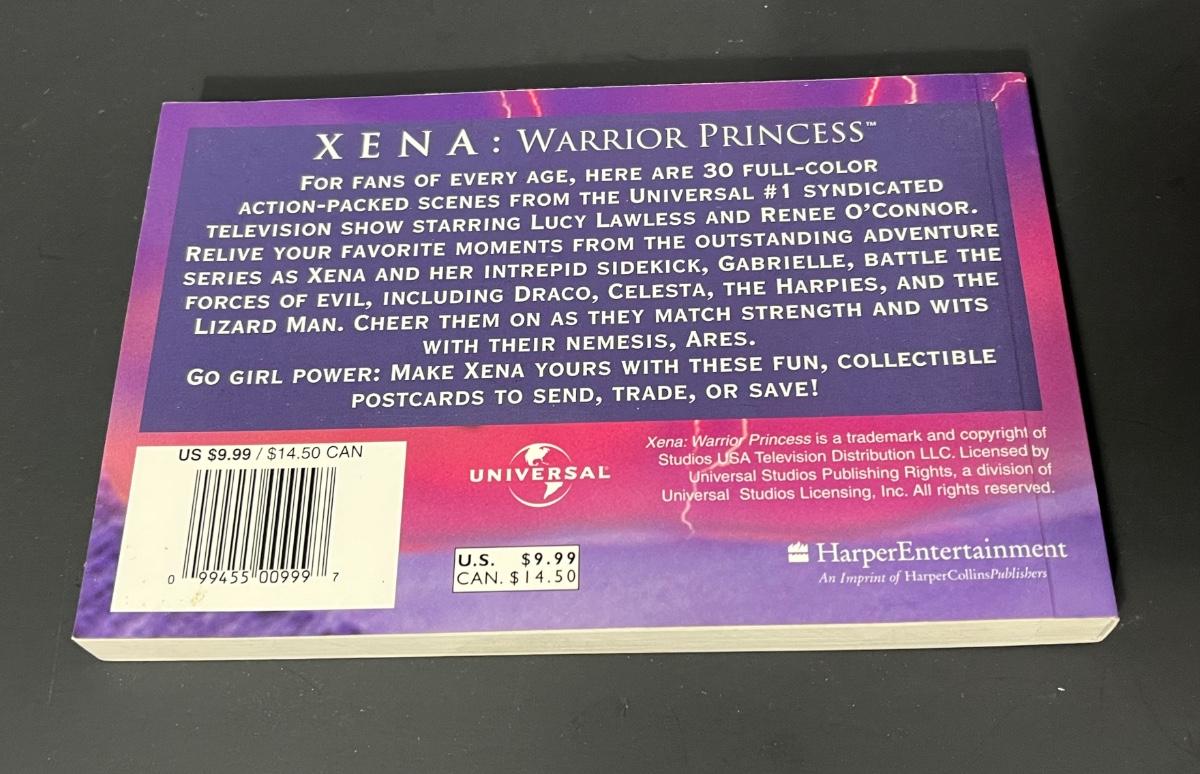 XENA: WARRIOR PRINCESS™
FOR FANS OF EVERY AGE, HERE ARE 30 FULL-COLOR
ACTION-PACKED SCENES FROM THE UNIVERSAL #1 SYNDICATED
TELEVISION SHOW STARRING LUCY LAWLESS AND RENEE O'CONNOR.
RELIVE YOUR FAVORITE MOMENTS FROM THE OUTSTANDING ADVENTURE
SERIES AS XENA AND HER INTREPID SIDEKICK, GABRIELLE, BATTLE THE
FORCES OF EVIL, INCLUDING DRACO, CELESTA, THE HARPIES, AND THE
LIZARD MAN. CHEER THEM ON AS THEY MATCH STRENGTH AND WITS
WITH THEIR NEMESIS, ARES.
GO GIRL POWER: MAKE XENA YOURS WITH THESE FUN, COLLECTIBLE
POSTCARDS TO SEND, TRADE, OR SAVE!
US $9.99 / $14.50 CAN
0 99455 00999 7
UNIVERSAL®
U.S. $9.99
CAN. $14.50
Xena: Warrior Princess is a trademark and copyright of
Studios USA Television Distribution LLC. Licensed by
Universal Studios Publishing Rights, a division of
Universal Studios Licensing, Inc. All rights reserved.
HarperEntertainment
An Imprint of HarperCollinsPublishers